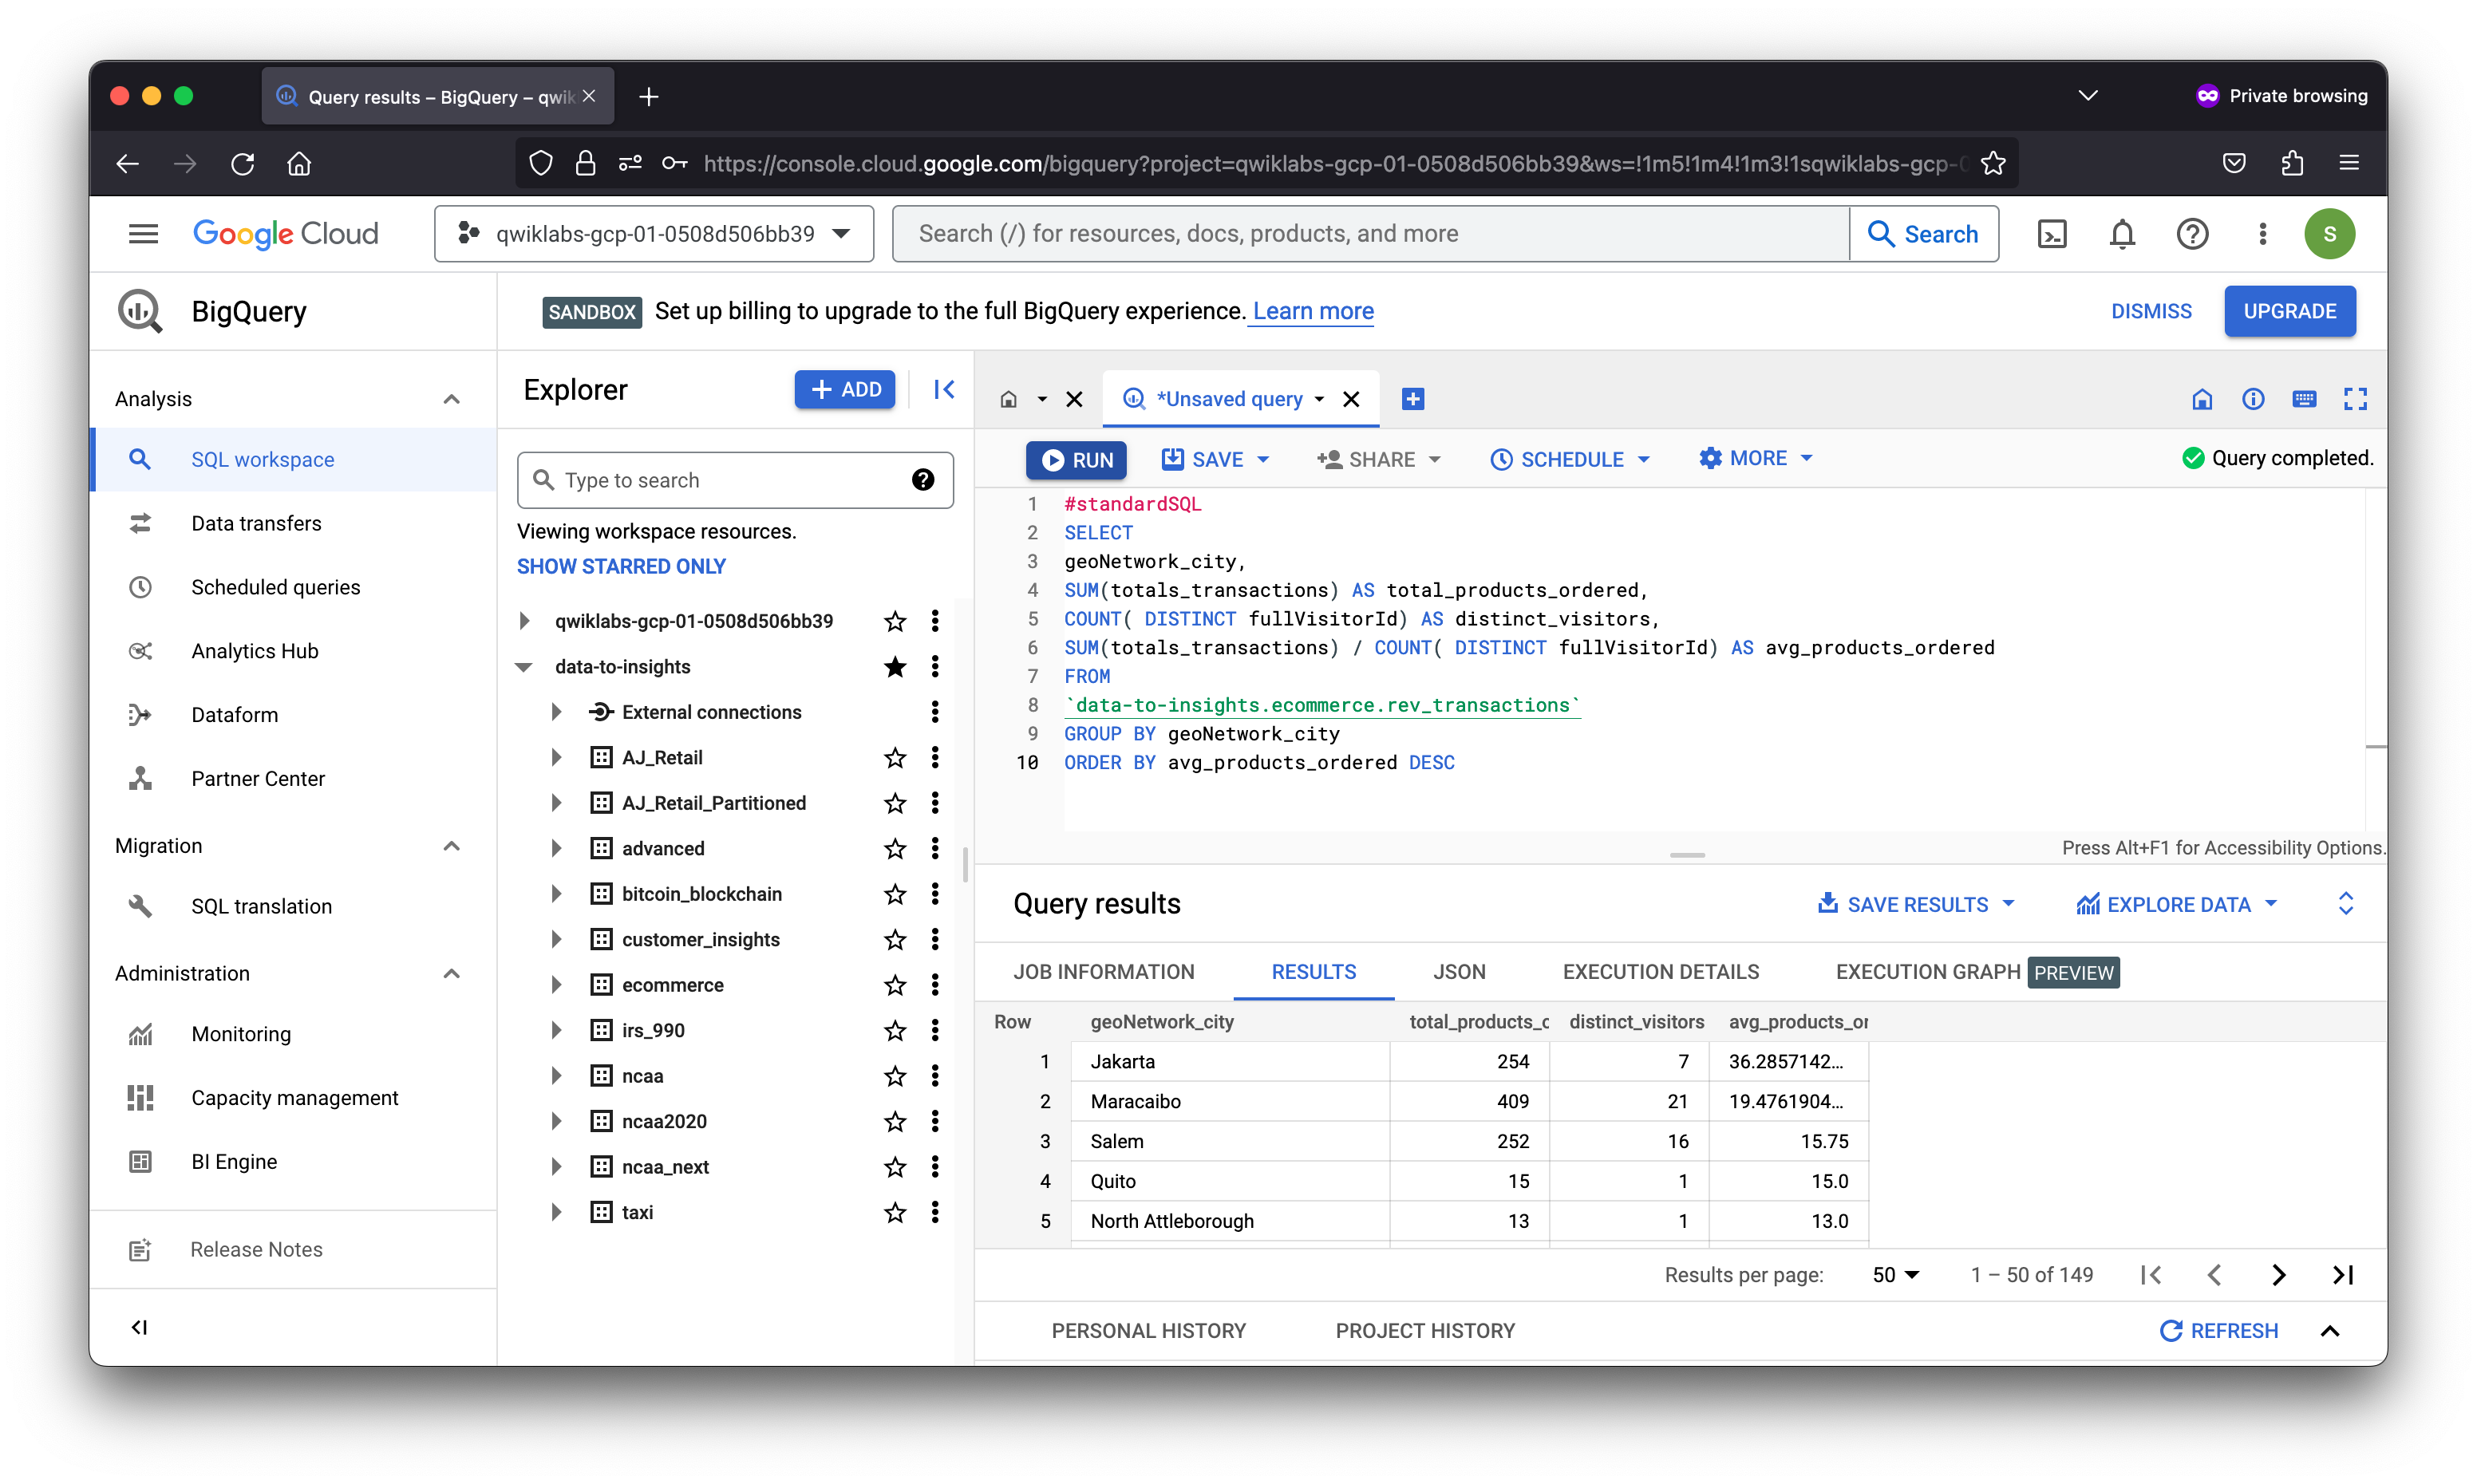 Query results – BigQuery – qwik
Private browsing
https://console.cloud.google.com/bigquery?project=qwiklabs-gcp-01-0508d506bb39&ws=!1m5!1m4!1m3!1sqwiklabs-gcp-0
Google Cloud
qwiklabs-gcp-01-0508d506bb39
Search (/) for resources, docs, products, and more
Search
S
BigQuery
SANDBOX Set up billing to upgrade to the full BigQuery experience. Learn more
DISMISS
UPGRADE
Analysis
SQL workspace
Data transfers
Scheduled queries
Analytics Hub
Dataform
Partner Center
Migration
SQL translation
Administration
Monitoring
Capacity management
BI Engine
Release Notes
Explorer
+ ADD
Type to search
Viewing workspace resources.
SHOW STARRED ONLY
qwiklabs-gcp-01-0508d506bb39
data-to-insights
External connections
AJ_Retail
AJ_Retail_Partitioned
advanced
bitcoin_blockchain
customer_insights
ecommerce
irs_990
ncaa
ncaa2020
ncaa_next
taxi
*Unsaved query
RUN
SAVE
SHARE
SCHEDULE
MORE
Query completed.
1 #standardSQL
2 SELECT
3 geoNetwork_city,
4 SUM(totals_transactions) AS total_products_ordered,
5 COUNT( DISTINCT fullVisitorId) AS distinct_visitors,
6 SUM(totals_transactions) / COUNT( DISTINCT fullVisitorId) AS avg_products_ordered
7 FROM
8 `data-to-insights.ecommerce.rev_transactions`
9 GROUP BY geoNetwork_city
10 ORDER BY avg_products_ordered DESC
Press Alt+F1 for Accessibility Options.
Query results
SAVE RESULTS
EXPLORE DATA
JOB INFORMATION RESULTS JSON EXECUTION DETAILS EXECUTION GRAPH PREVIEW
Row geoNetwork_city total_products_o distinct_visitors avg_products_or
1 Jakarta 254 7 36.2857142...
2 Maracaibo 409 21 19.4761904...
3 Salem 252 16 15.75
4 Quito 15 1 15.0
5 North Attleborough 13 1 13.0
Results per page: 50 1 – 50 of 149
PERSONAL HISTORY PROJECT HISTORY REFRESH